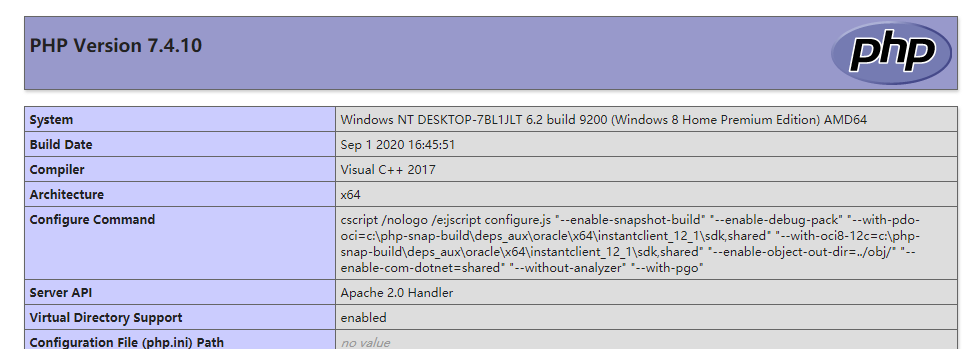 PHP Version 7.4.10
php
System
Windows NT DESKTOP-7BL1JLT 6.2 build 9200 (Windows 8 Home Premium Edition) AMD64
Build Date
Sep 1 2020 16:45:51
Compiler
Visual C++ 2017
Architecture
x64
Configure Command
cscript /nologo /e:jscript configure.js "--enable-snapshot-build" "--enable-debug-pack" "--with-pdo-
oci=c:\php-snap-build\deps_aux\oracle\x64\instantclient_12_1\sdk,shared" "--with-oci8-12c=c:\php-
snap-build\deps_aux\oracle\x64\instantclient_12_1\sdk,shared" "--enable-object-out-dir=../obj/" "--
enable-com-dotnet=shared" "--without-analyzer" "--with-pgo"
Server API
Apache 2.0 Handler
Virtual Directory Support
enabled
Configuration File (php.ini) Path
no value